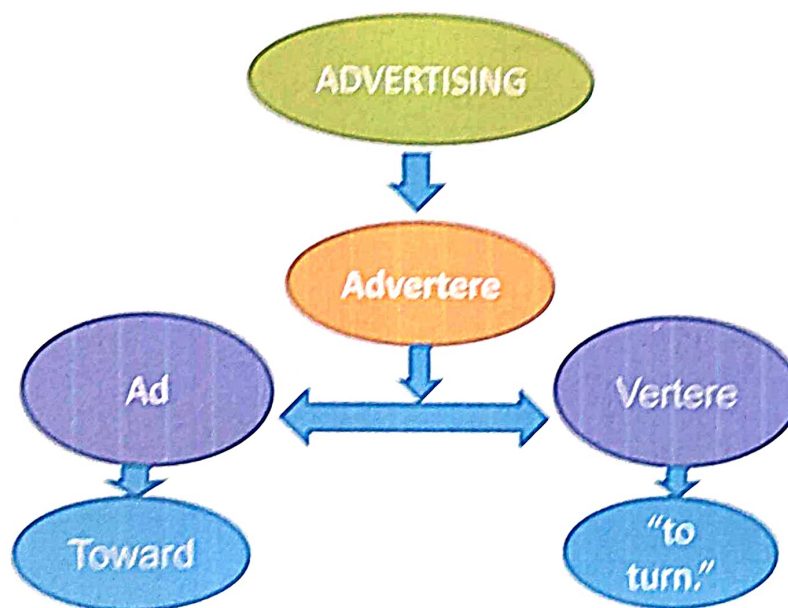 ADVERTISING
Advertere
Ad
Vertere
Toward
"to
turn."